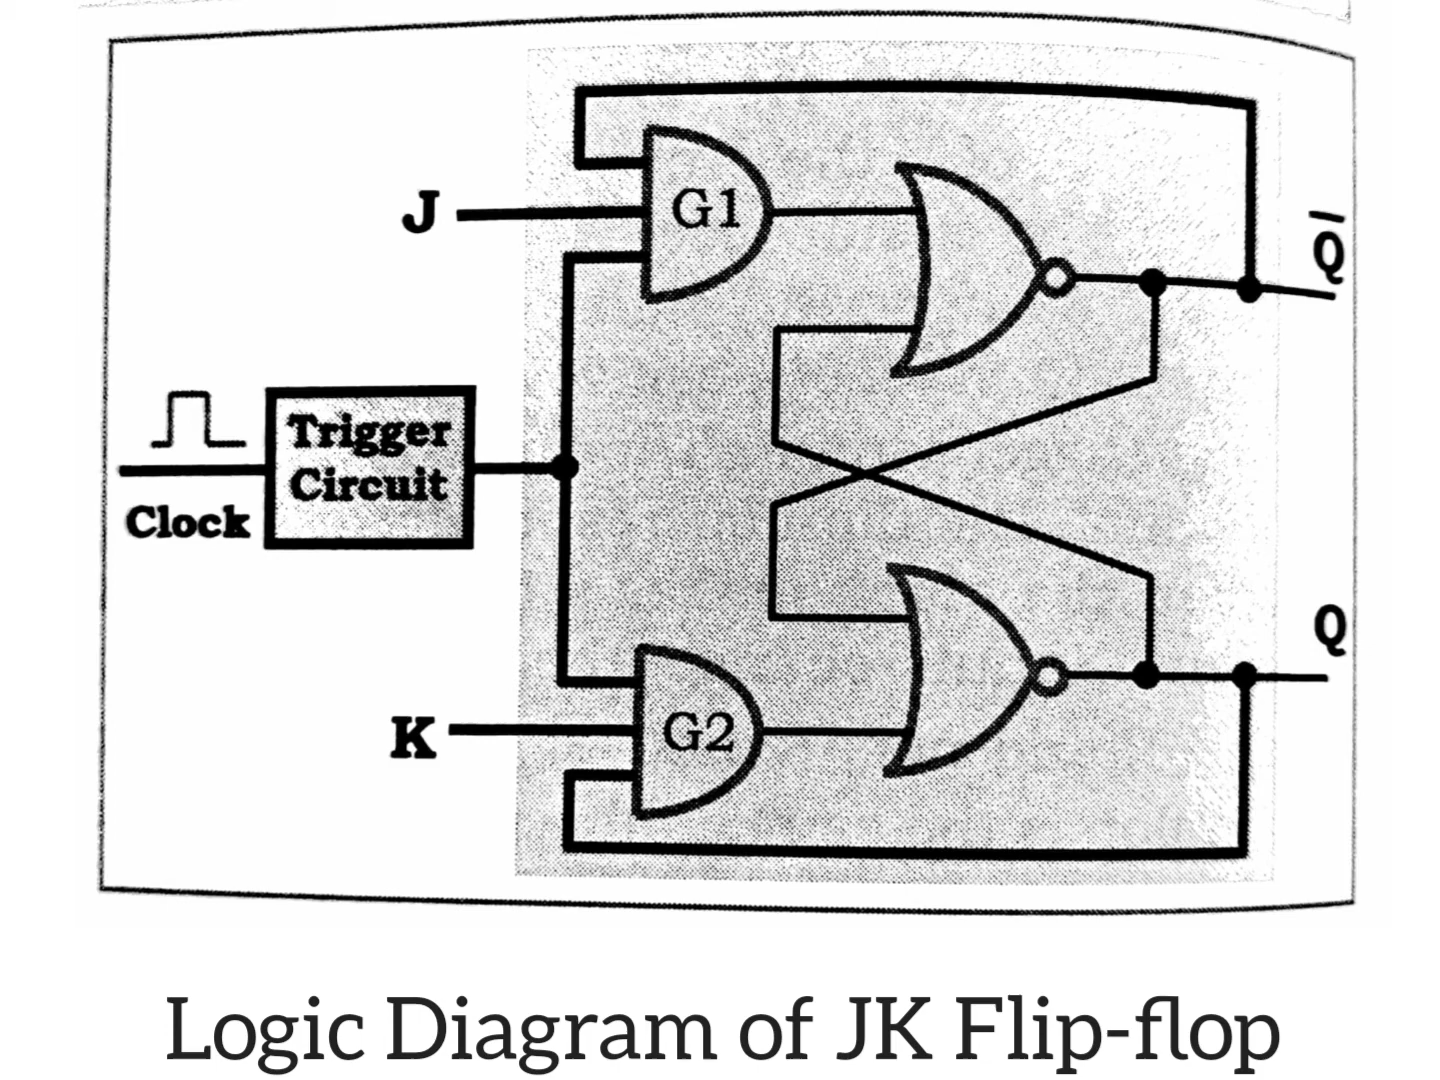 J
G1
Q̅
Trigger
Circuit
Clock
Q
K
G2
Logic Diagram of JK Flip-flop